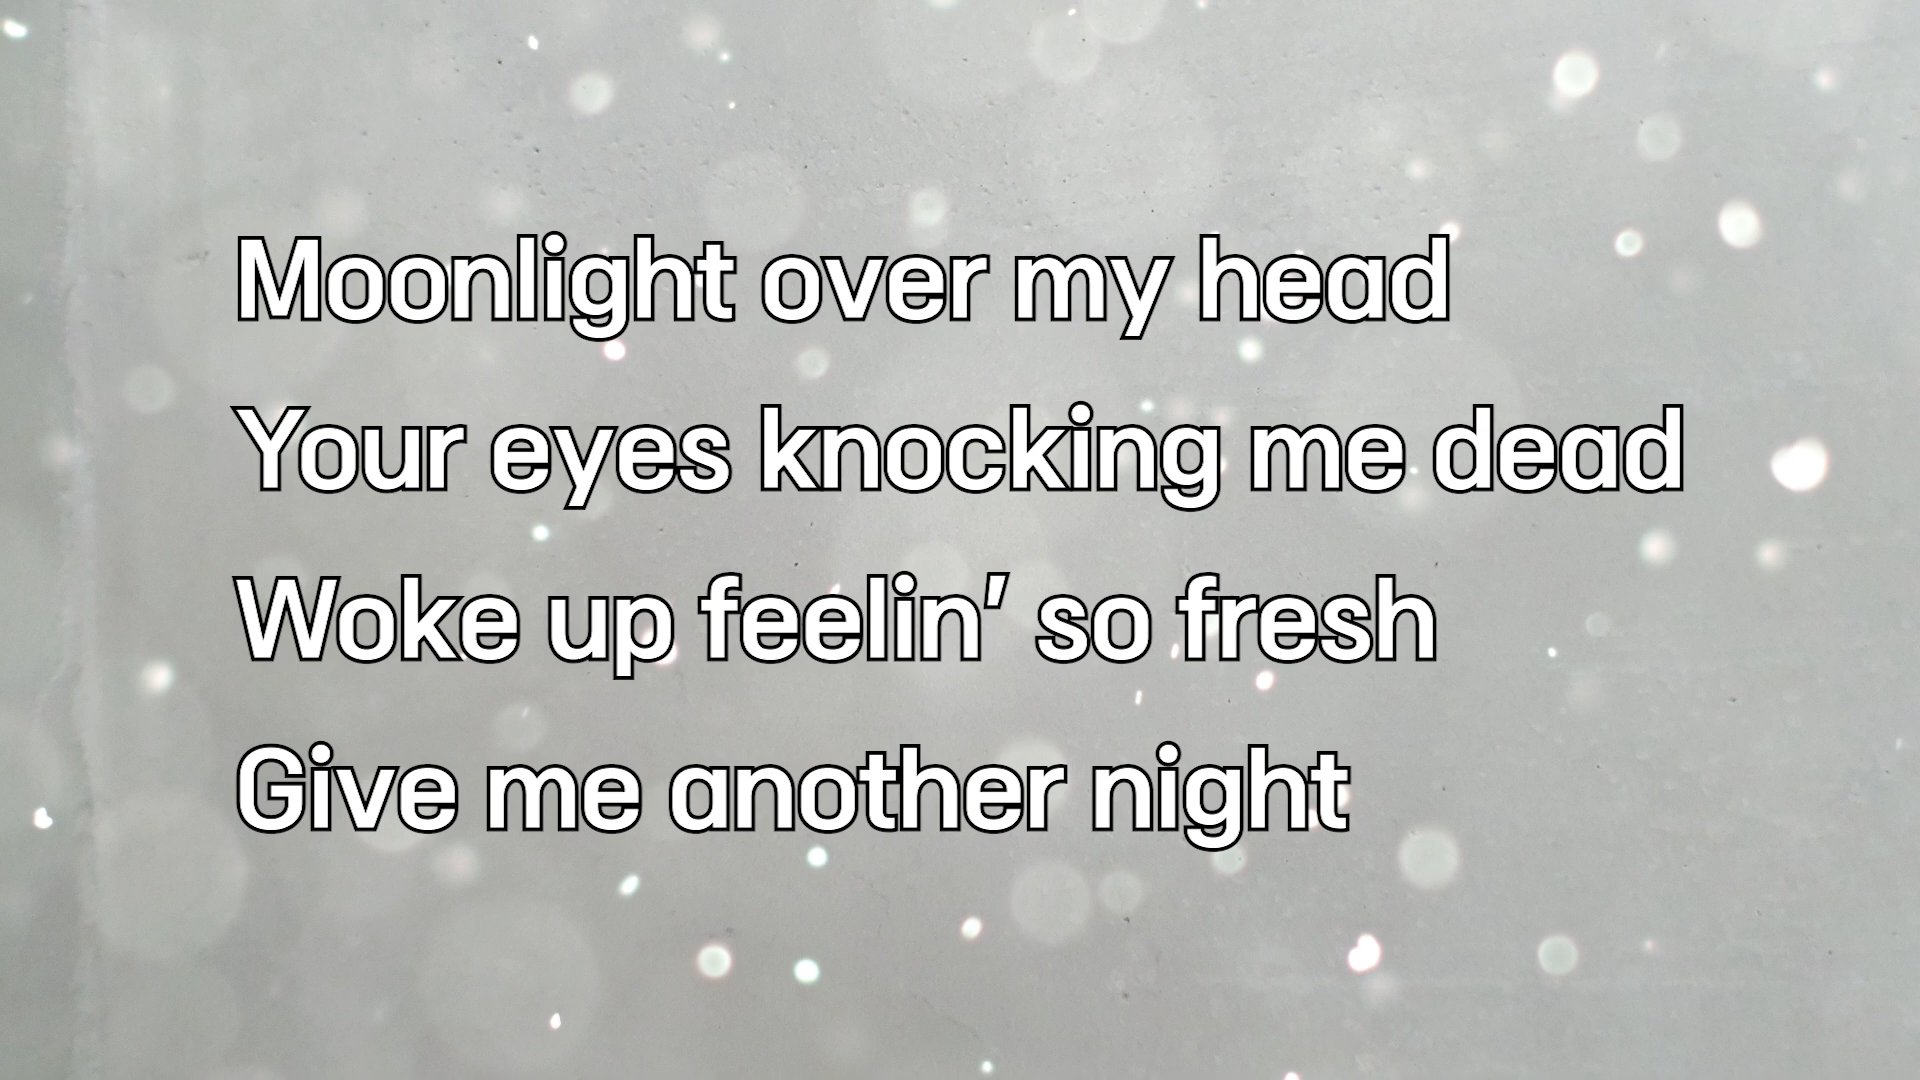 Moonlight over my head
Your eyes knocking me dead
Woke up feelin’ so fresh
Give me another night